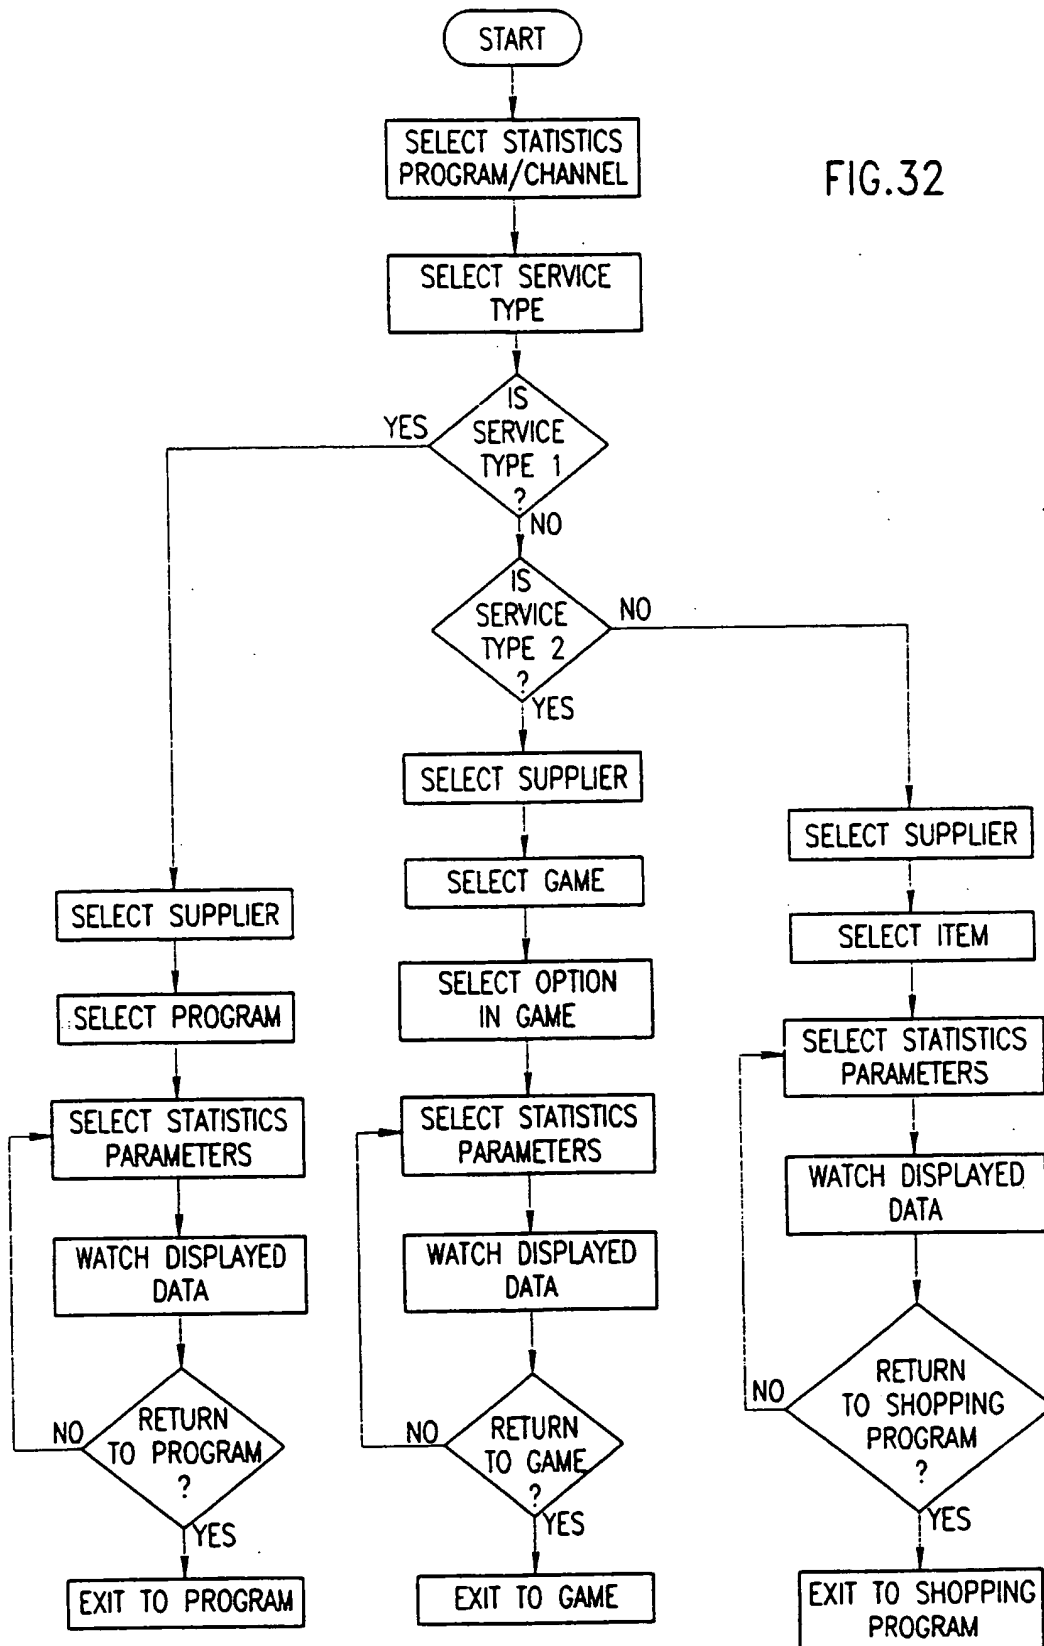 START
SELECT STATISTICS
PROGRAM/CHANNEL
FIG.32
SELECT SERVICE
TYPE
IS
SERVICE
TYPE 1
?
YES
NO
IS
SERVICE
TYPE 2
?
NO
YES
SELECT SUPPLIER
SELECT PROGRAM
SELECT STATISTICS
PARAMETERS
WATCH DISPLAYED
DATA
RETURN
TO PROGRAM
?
NO
YES
EXIT TO PROGRAM
SELECT SUPPLIER
SELECT GAME
SELECT OPTION
IN GAME
SELECT STATISTICS
PARAMETERS
WATCH DISPLAYED
DATA
RETURN
TO GAME
?
NO
YES
EXIT TO GAME
SELECT SUPPLIER
SELECT ITEM
SELECT STATISTICS
PARAMETERS
WATCH DISPLAYED
DATA
RETURN
TO SHOPPING
PROGRAM
?
NO
YES
EXIT TO SHOPPING
PROGRAM